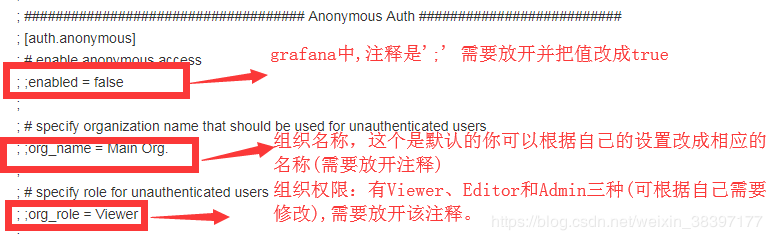 ; ################################ Anonymous Auth #######################
; [auth.anonymous]
; # enable anonymous access
grafana中,注释是';' 需要放开并把值改成true
; ;enabled = false
; # specify organization name that should be used for unauthenticated users
; ;org_name = Main Org.
组织名称，这个是默认的你可以根据自己的设置改成相应的
名称(需要放开注释)
; # specify role for unauthenticated users
组织权限：有Viewer、Editor和Admin三种(可根据自己需要
修改),需要放开该注释。
; ;org_role = Viewer
https://blog.csdn.net/weixin_38397177
;